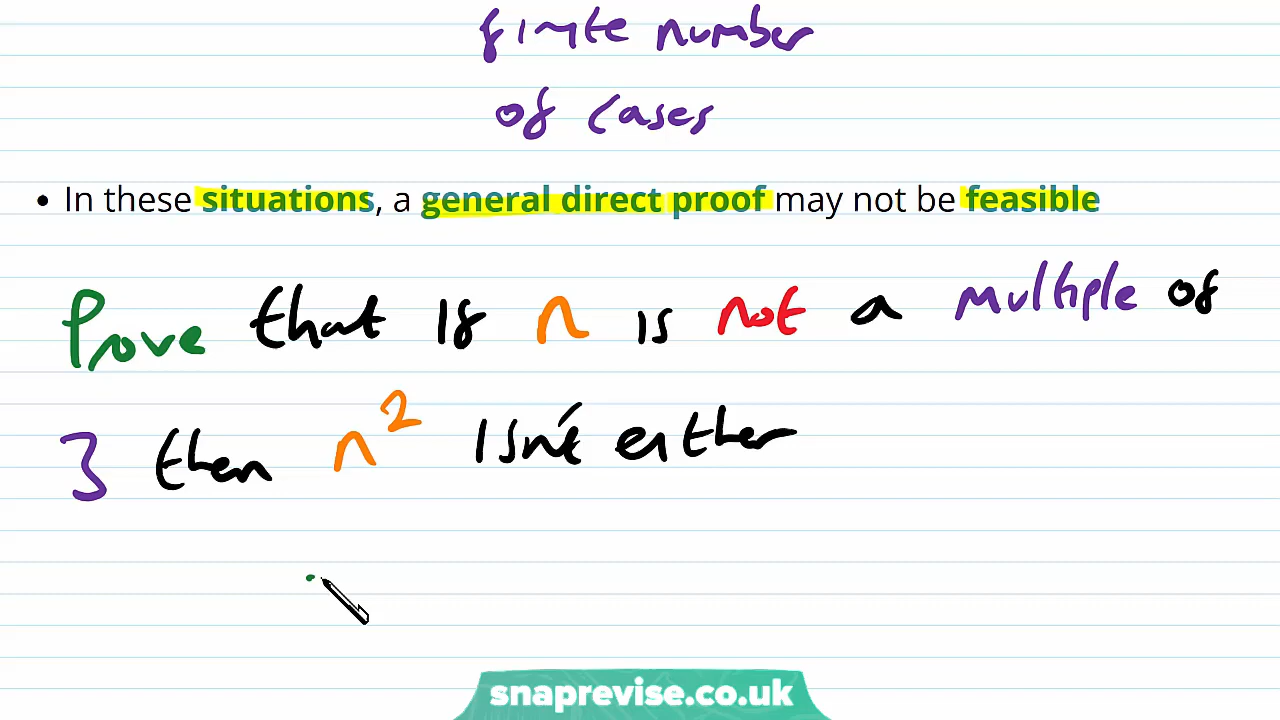 finite number
of cases
• In these situations, a general direct proof may not be feasible
Prove that if n is not a multiple of
3 then n² isn't either
snaprevise.co.uk